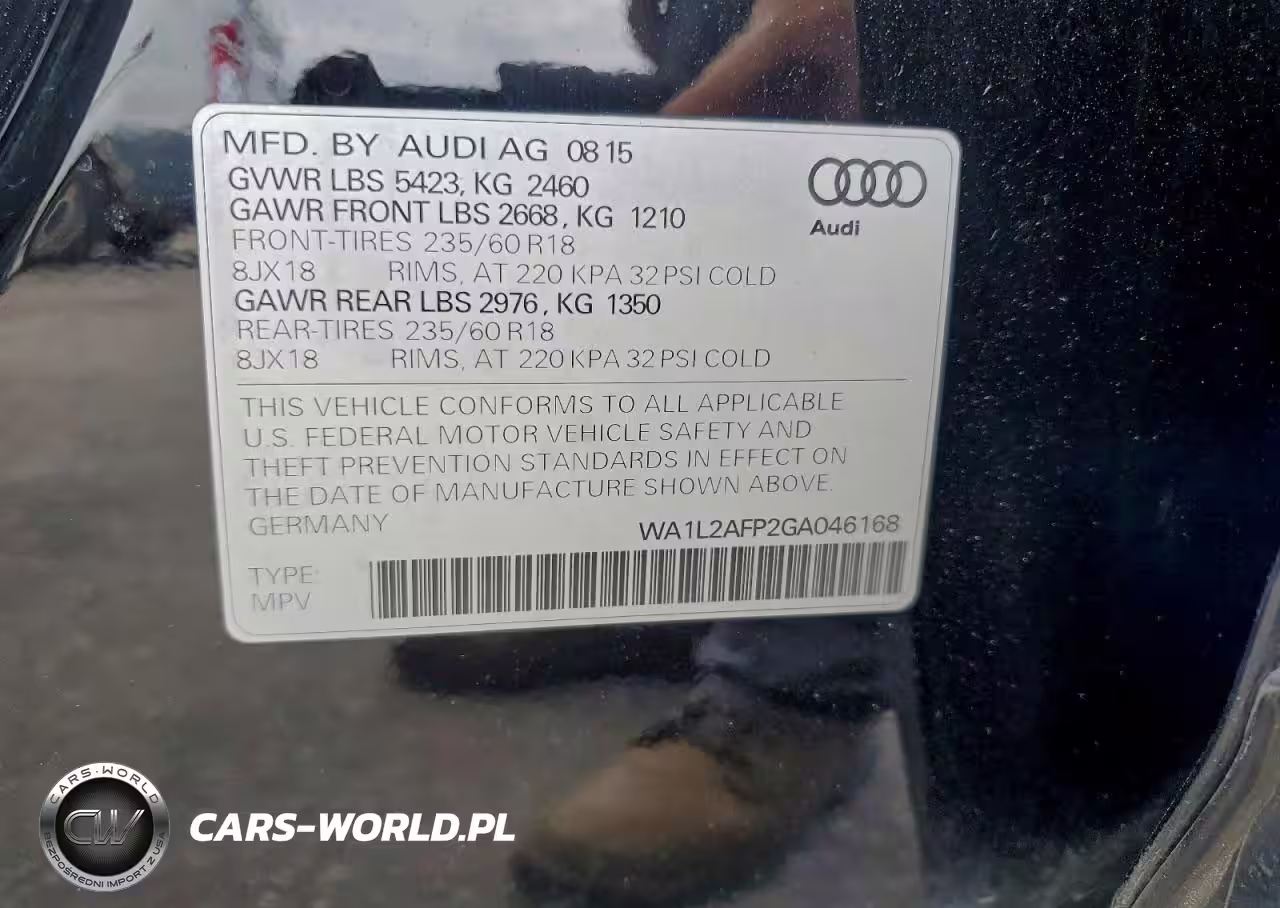 MFD. BY AUDI AG 0815
GVWR LBS 5423, KG 2460
GAWR FRONT LBS 2668, KG 1210
FRONT-TIRES 235/60 R18
8JX18 RIMS, AT 220 KPA 32 PSI COLD
GAWR REAR LBS 2976, KG 1350
REAR-TIRES 235/60 R18
8JX18 RIMS, AT 220 KPA 32 PSI COLD
Audi
THIS VEHICLE CONFORMS TO ALL APPLICABLE
U.S. FEDERAL MOTOR VEHICLE SAFETY AND
THEFT PREVENTION STANDARDS IN EFFECT ON
THE DATE OF MANUFACTURE SHOWN ABOVE.
GERMANY WA1L2AFP2GA046168
TYPE:
MPV
CARS-WORLD
CW
BEZPOŚREDNI IMPORT Z USA
CARS-WORLD.PL